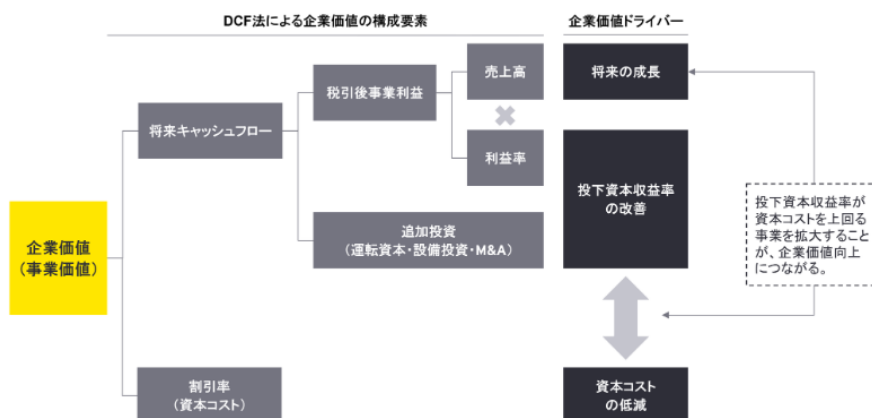 DCF法による企業価値の構成要素
企業価値ドライバー
売上高
将来の成長
税引後事業利益
将来キャッシュフロー
利益率
投下資本収益率
の改善
投下資本収益率が
資本コストを上回る
事業を拡大すること
が、企業価値向上
につながる。
追加投資
（運転資本・設備投資・M&A）
企業価値
（事業価値）
割引率
（資本コスト）
資本コスト
の低減